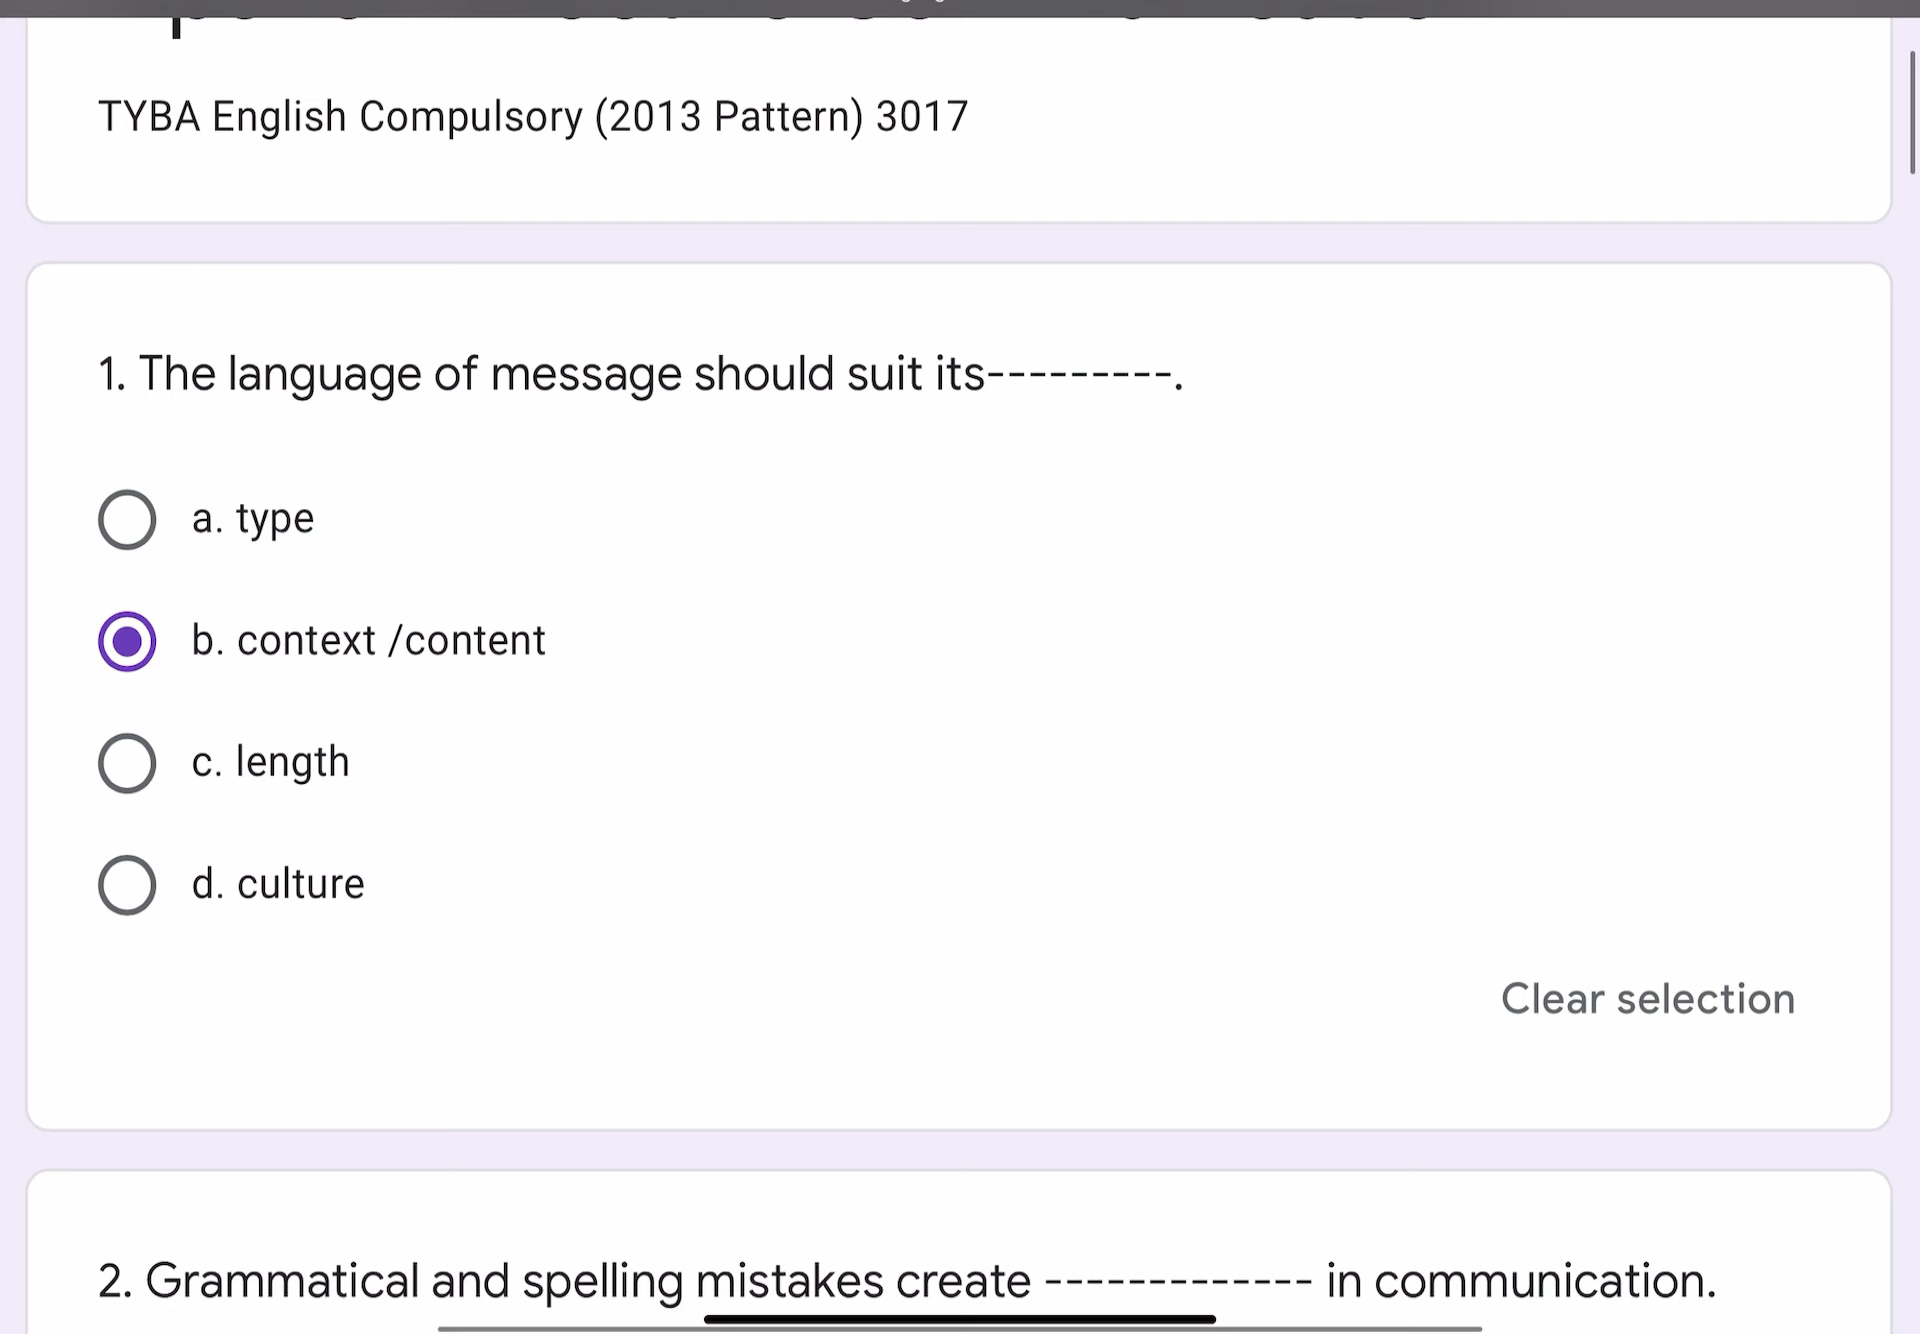 TYBA English Compulsory (2013 Pattern) 3017
1. The language of message should suit its---------.
a. type
b. context /content
c. length
d. culture
Clear selection
2. Grammatical and spelling mistakes create ------------- in communication.